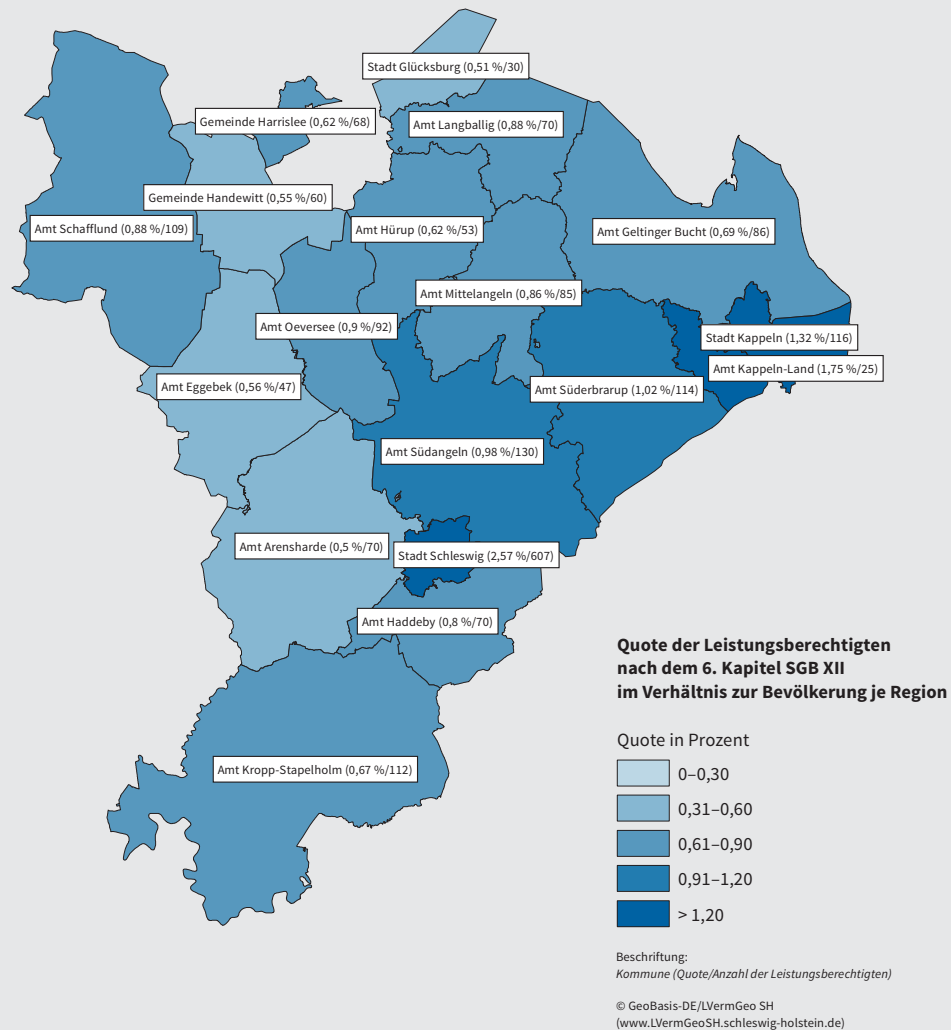 Stadt Glücksburg (0,51 %/30)
Gemeinde Harrislee (0,62 %/68)
Amt Langballig (0,88 %/70)
Gemeinde Handewitt (0,55 %/60)
Amt Schafflund (0,88 %/109)
Amt Hürup (0,62 %/53)
Amt Geltinger Bucht (0,69 %/86)
Amt Mittelangeln (0,86 %/85)
Amt Oeversee (0,9 %/92)
Stadt Kappeln (1,32 %/116)
Amt Kappeln-Land (1,75 %/25)
Amt Eggebek (0,56 %/47)
Amt Süderbrarup (1,02 %/114)
Amt Südangeln (0,98 %/130)
Amt Arensharde (0,5 %/70)
Stadt Schleswig (2,57 %/607)
Amt Haddeby (0,8 %/70)
Amt Kropp-Stapelholm (0,67 %/112)
Quote der Leistungsberechtigten
nach dem 6. Kapitel SGB XII
im Verhältnis zur Bevölkerung je Region
Quote in Prozent
0–0,30
0,31–0,60
0,61–0,90
0,91–1,20
> 1,20
Beschriftung:
Kommune (Quote/Anzahl der Leistungsberechtigten)
© GeoBasis-DE/LVermGeo SH
(www.LVermGeoSH.schleswig-holstein.de)